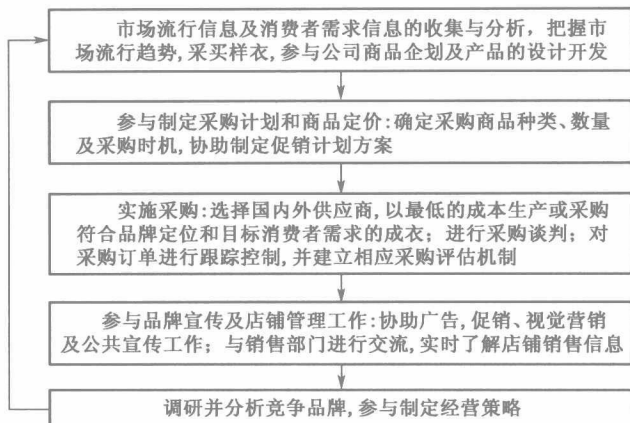 市场流行信息及消费者需求信息的收集与分析，把握市
场流行趋势,采买样衣,参与公司商品企划及产品的设计开发
参与制定采购计划和商品定价:确定采购商品种类、数量
及采购时机,协助制定促销计划方案
实施采购:选择国内外供应商,以最低的成本生产或采购
符合品牌定位和目标消费者需求的成衣；进行采购谈判；对
采购订单进行跟踪控制,并建立相应采购评估机制
参与品牌宣传及店铺管理工作:协助广告,促销、视觉营销
及公共宣传工作；与销售部门进行交流,实时了解店铺销售信息
调研并分析竞争品牌,参与制定经营策略